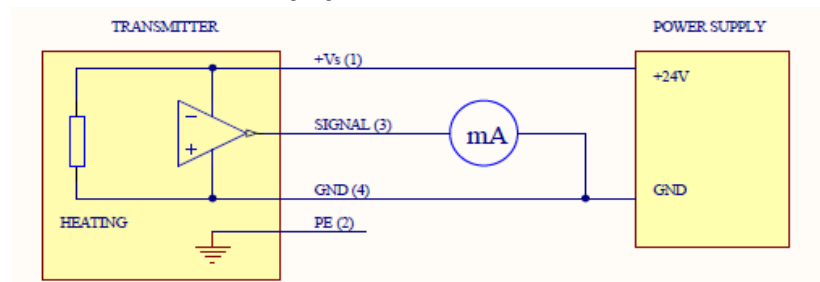 TRANSMITTER
POWER SUPPLY
+Vs (1)
+24V
SIGNAL (3)
mA
GND (4)
GND
HEATING
PE (2)